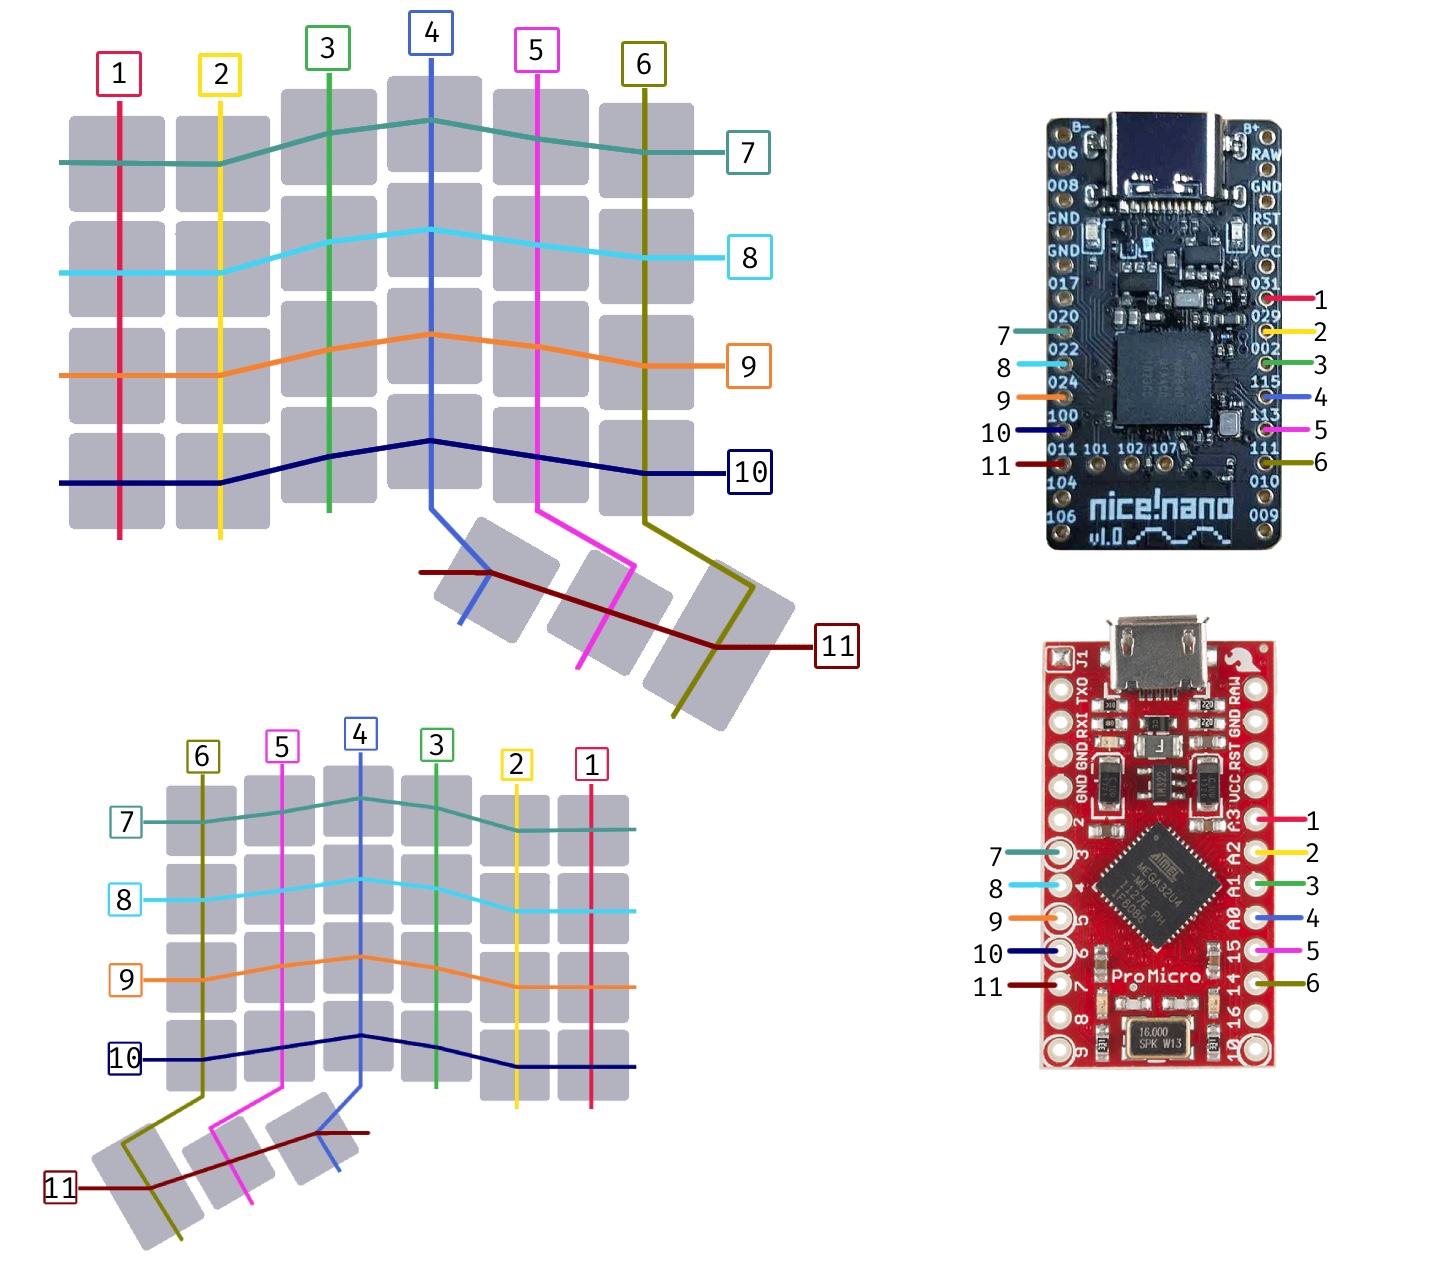 1
2
3
4
5
6
7
8
9
10
11
6
5
4
3
2
1
7
8
9
10
11
B-
B+
006
RAW
008
GND
GND
RST
GND
VCC
017
031
020
029
022
002
024
115
100
113
011
101
102
107
111
104
010
106
009
nice!nano
v1.0
7
8
9
10
11
1
2
3
4
5
6
J1
TXO
RAW
RXI
GND
GND
RST
GND
VCC
2
A3
3
A2
4
A1
5
A0
6
15
7
14
8
16
9
10
ATMEL
MEGA32U4
ProMicro
16.000
SPK W13
7
8
9
10
11
1
2
3
4
5
6